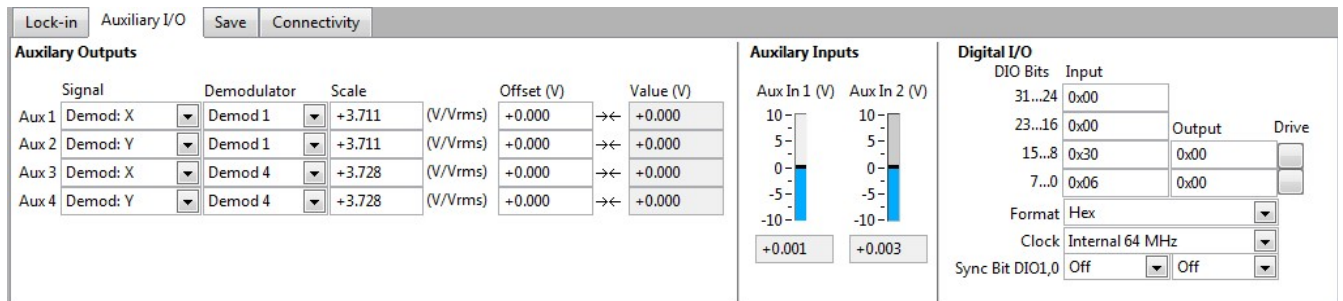 Lock-in Auxiliary I/O Save Connectivity
Auxilary Outputs
Signal Demodulator Scale Offset (V) Value (V)
Aux 1 Demod: X Demod 1 +3.711 (V/Vrms) +0.000 →← +0.000
Aux 2 Demod: Y Demod 1 +3.711 (V/Vrms) +0.000 →← +0.000
Aux 3 Demod: X Demod 4 +3.728 (V/Vrms) +0.000 →← +0.000
Aux 4 Demod: Y Demod 4 +3.728 (V/Vrms) +0.000 →← +0.000
Auxilary Inputs
Aux In 1 (V) Aux In 2 (V)
10 10
5 5
0 0
-5 -5
-10 -10
+0.001 +0.003
Digital I/O
DIO Bits Input
31...24 0x00
23...16 0x00 Output Drive
15...8 0x30 0x00
7...0 0x06 0x00
Format Hex
Clock Internal 64 MHz
Sync Bit DIO1,0 Off Off